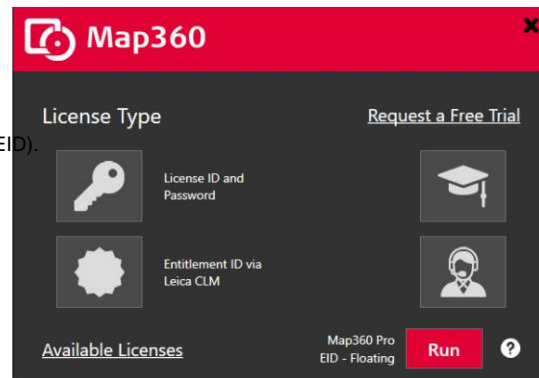 Map360
License Type
Request a Free Trial
EID).
License ID and
Password
Entitlement ID via
Leica CLM
Available Licenses
Map360 Pro
EID - Floating
Run
?